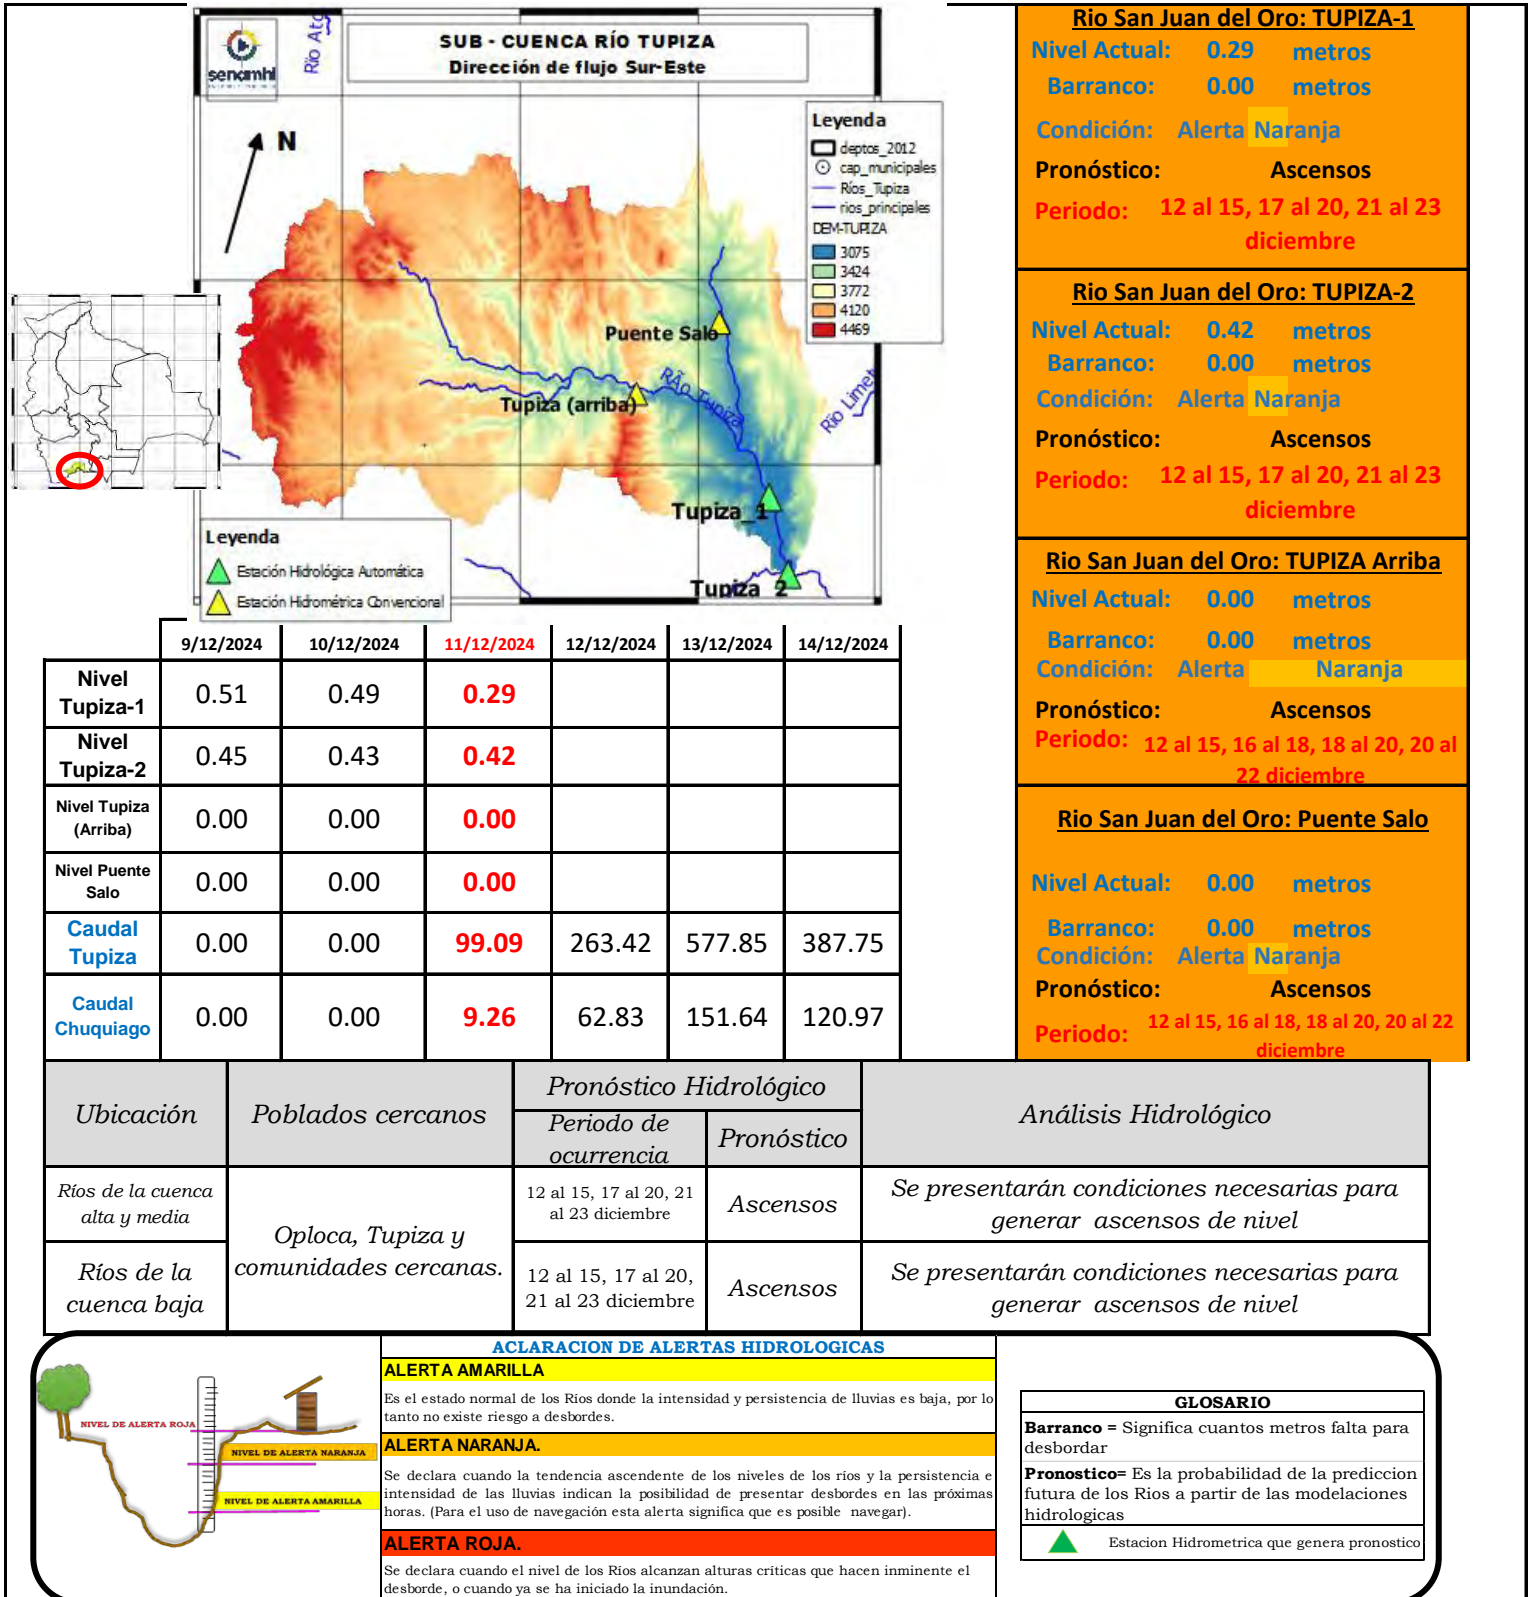 senamhi
Río Ato
SUB - CUENCA RÍO TUPIZA
Dirección de flujo Sur-Este
N
Leyenda
deptos_2012
cap_municipales
Ríos_Tupiza
rios_principales
DEM-TUPIZA
3075
3424
3772
4120
4469
Puente Salo
Tupiza (arriba)
RÃo Tupiza
Río Limet
Tupiza_1
Tupiza_2
Leyenda
Estación Hidrológica Automática
Estación Hidrométrica Convencional
Rio San Juan del Oro: TUPIZA-1
Nivel Actual: 0.29 metros
Barranco: 0.00 metros
Condición: Alerta Naranja
Pronóstico: Ascensos
Periodo: 12 al 15, 17 al 20, 21 al 23
diciembre
Rio San Juan del Oro: TUPIZA-2
Nivel Actual: 0.42 metros
Barranco: 0.00 metros
Condición: Alerta Naranja
Pronóstico: Ascensos
Periodo: 12 al 15, 17 al 20, 21 al 23
diciembre
Rio San Juan del Oro: TUPIZA Arriba
Nivel Actual: 0.00 metros
Barranco: 0.00 metros
Condición: Alerta Naranja
Pronóstico: Ascensos
Periodo: 12 al 15, 16 al 18, 18 al 20, 20 al
22 diciembre
Rio San Juan del Oro: Puente Salo
Nivel Actual: 0.00 metros
Barranco: 0.00 metros
Condición: Alerta Naranja
Pronóstico: Ascensos
Periodo: 12 al 15, 16 al 18, 18 al 20, 20 al 22
diciembre
9/12/2024 10/12/2024 11/12/2024 12/12/2024 13/12/2024 14/12/2024
Nivel
Tupiza-1 0.51 0.49 0.29
Nivel
Tupiza-2 0.45 0.43 0.42
Nivel Tupiza
(Arriba) 0.00 0.00 0.00
Nivel Puente
Salo 0.00 0.00 0.00
Caudal
Tupiza 0.00 0.00 99.09 263.42 577.85 387.75
Caudal
Chuquiago 0.00 0.00 9.26 62.83 151.64 120.97
Ubicación Poblados cercanos Pronóstico Hidrológico Análisis Hidrológico
Periodo de
ocurrencia Pronóstico
Ríos de la cuenca
alta y media
Oploca, Tupiza y
comunidades cercanas.
12 al 15, 17 al 20, 21
al 23 diciembre
Ascensos
Se presentarán condiciones necesarias para
generar ascensos de nivel
Ríos de la
cuenca baja
12 al 15, 17 al 20,
21 al 23 diciembre
Ascensos
Se presentarán condiciones necesarias para
generar ascensos de nivel
NIVEL DE ALERTA ROJA
NIVEL DE ALERTA NARANJA
NIVEL DE ALERTA AMARILLA
ACLARACION DE ALERTAS HIDROLOGICAS
ALERTA AMARILLA
Es el estado normal de los Ríos donde la intensidad y persistencia de lluvias es baja, por lo
tanto no existe riesgo a desbordes.
ALERTA NARANJA.
Se declara cuando la tendencia ascendente de los niveles de los ríos y la persistencia e
intensidad de las lluvias indican la posibilidad de presentar desbordes en las próximas
horas. (Para el uso de navegación esta alerta significa que es posible navegar).
ALERTA ROJA.
Se declara cuando el nivel de los Ríos alcanzan alturas críticas que hacen inminente el
desborde, o cuando ya se ha iniciado la inundación.
GLOSARIO
Barranco = Significa cuantos metros falta para
desbordar
Pronostico= Es la probabilidad de la prediccion
futura de los Rios a partir de las modelaciones
hidrologicas
Estacion Hidrometrica que genera pronostico